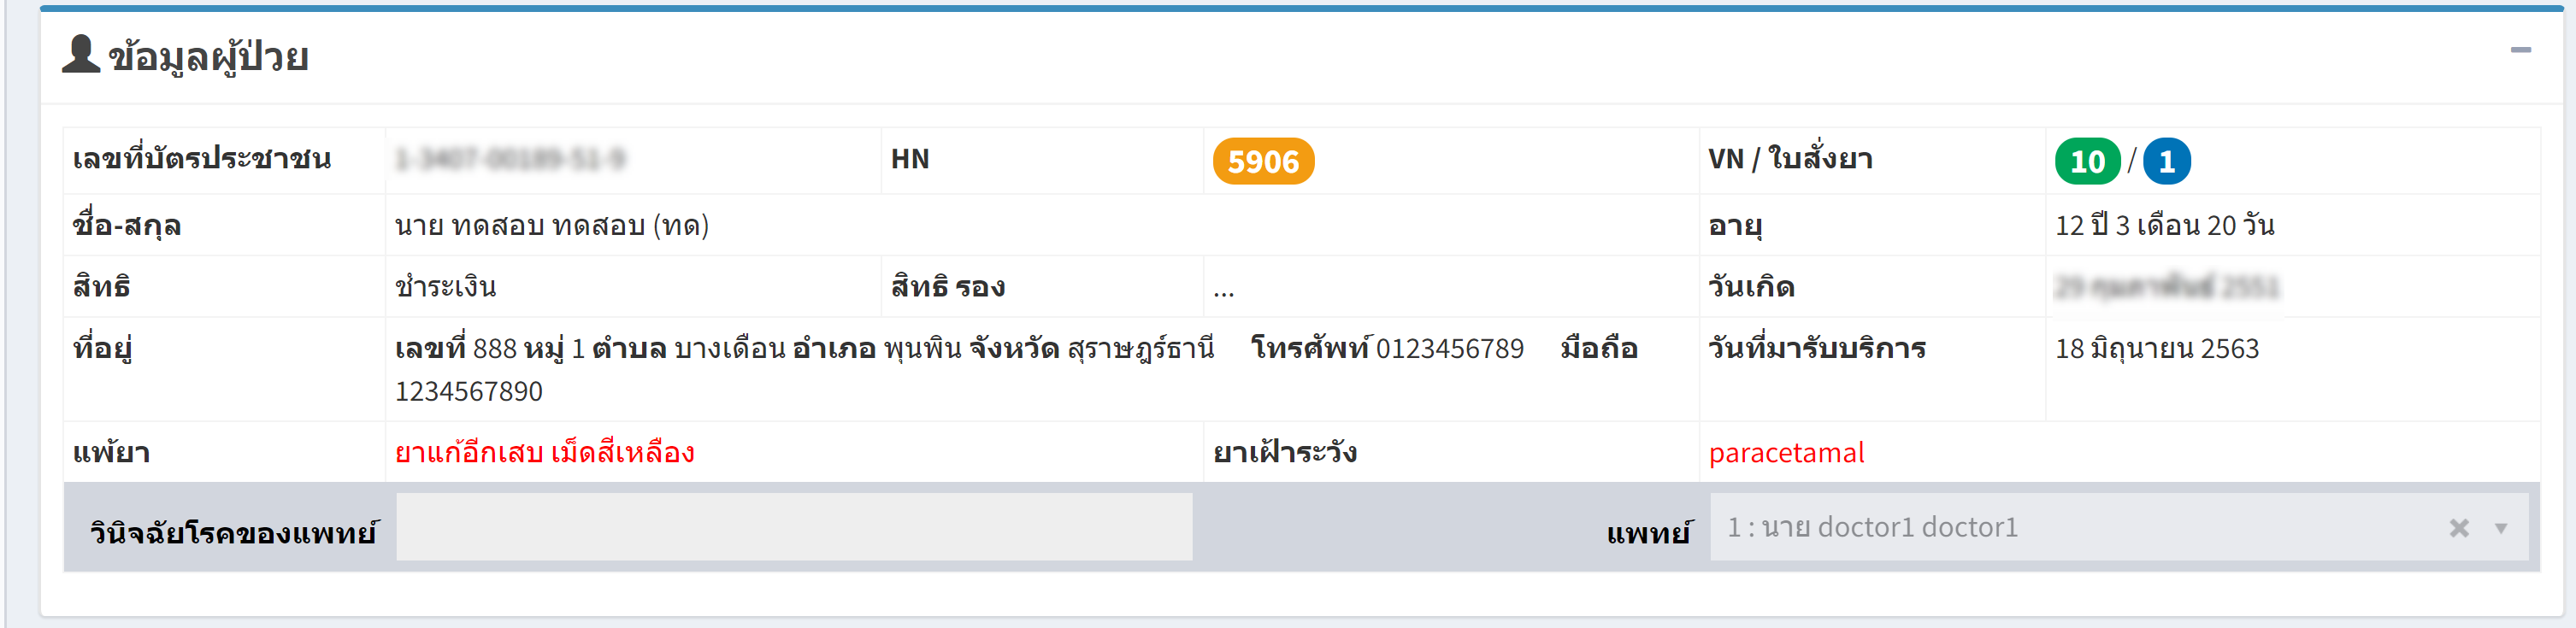 ข้อมูลผู้ป่วย
เลขที่บัตรประชาชน HN 5906 VN / ใบสั่งยา 10 / 1
ชื่อ-สกุล นาย ทดสอบ ทดสอบ (ทด) อายุ 12 ปี 3 เดือน 20 วัน
สิทธิ ชำระเงิน สิทธิ รอง ... วันเกิด
ที่อยู่ เลขที่ 888 หมู่ 1 ตำบล บางเดือน อำเภอ พุนพิน จังหวัด สุราษฎร์ธานี โทรศัพท์ 0123456789 มือถือ วันที่มารับบริการ 18 มิถุนายน 2563
1234567890
แพ้ยา ยาแก้อีกเสบ เม็ดสีเหลือง ยาเฝ้าระวัง paracetamal
วินิจฉัยโรคของแพทย์ แพทย์ 1 : นาย doctor1 doctor1